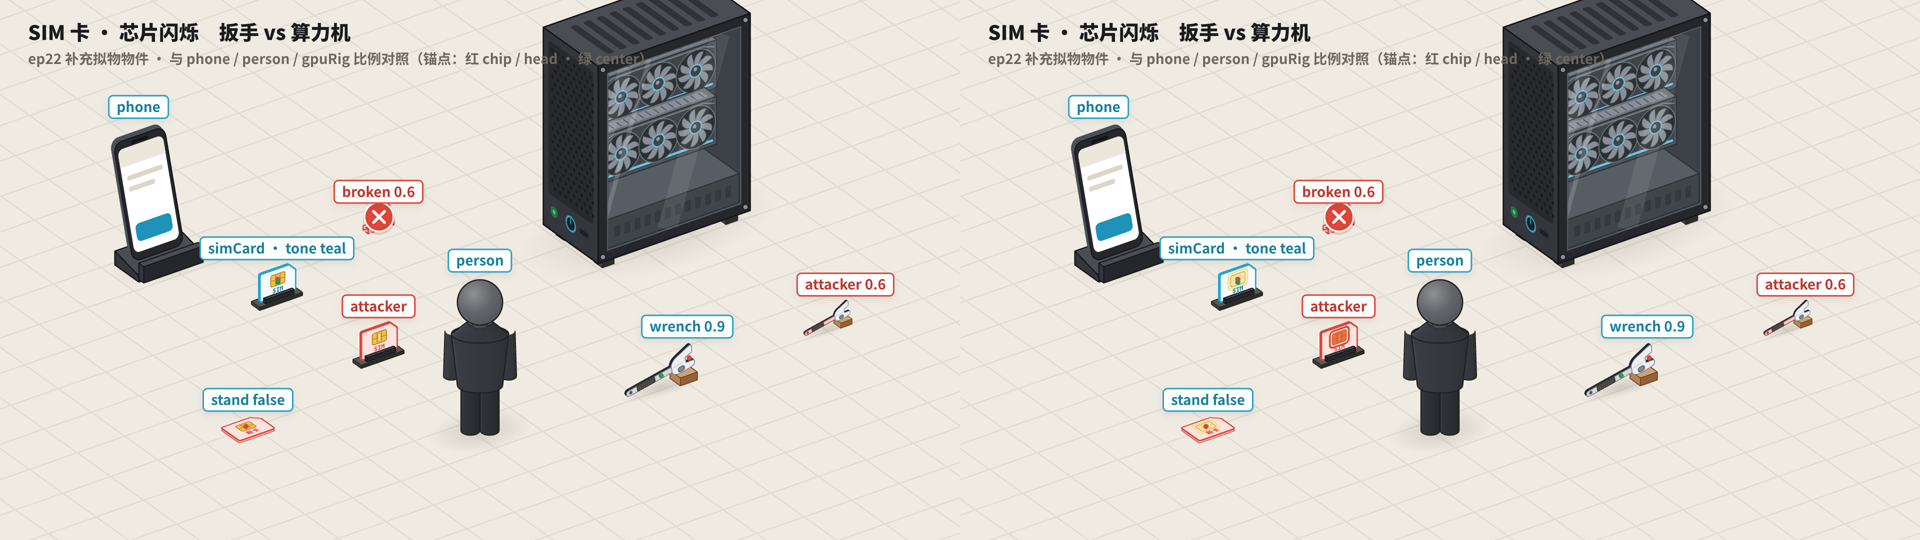 SIM 卡 · 芯片闪烁 扳手 vs 算力机
ep22 补充拟物物件 · 与 phone / person / gpuRig 比例对照（锚点：红 chip / head · 绿 center）
phone
broken 0.6
simCard · tone teal
SIM
person
attacker
SIM
attacker 0.6
wrench 0.9
stand false
SIM 卡 · 芯片闪烁 扳手 vs 算力机
ep22 补充拟物物件 · 与 phone / person / gpuRig 比例对照（锚点：红 chip / head · 绿 center）
phone
broken 0.6
simCard · tone teal
SIM
person
attacker
SIM
attacker 0.6
wrench 0.9
stand false